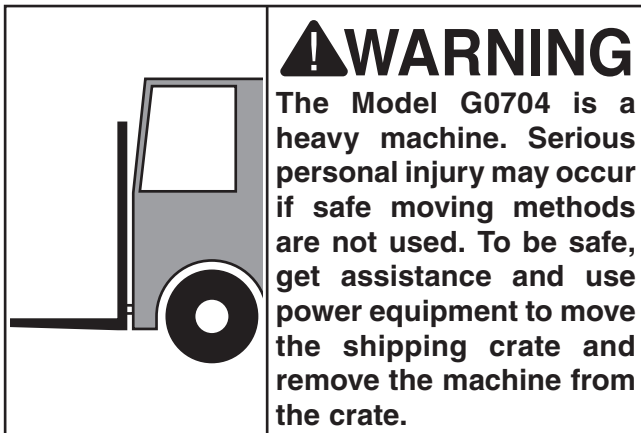 WARNING
The Model G0704 is a
heavy machine. Serious
personal injury may occur
if safe moving methods
are not used. To be safe,
get assistance and use
power equipment to move
the shipping crate and
remove the machine from
the crate.